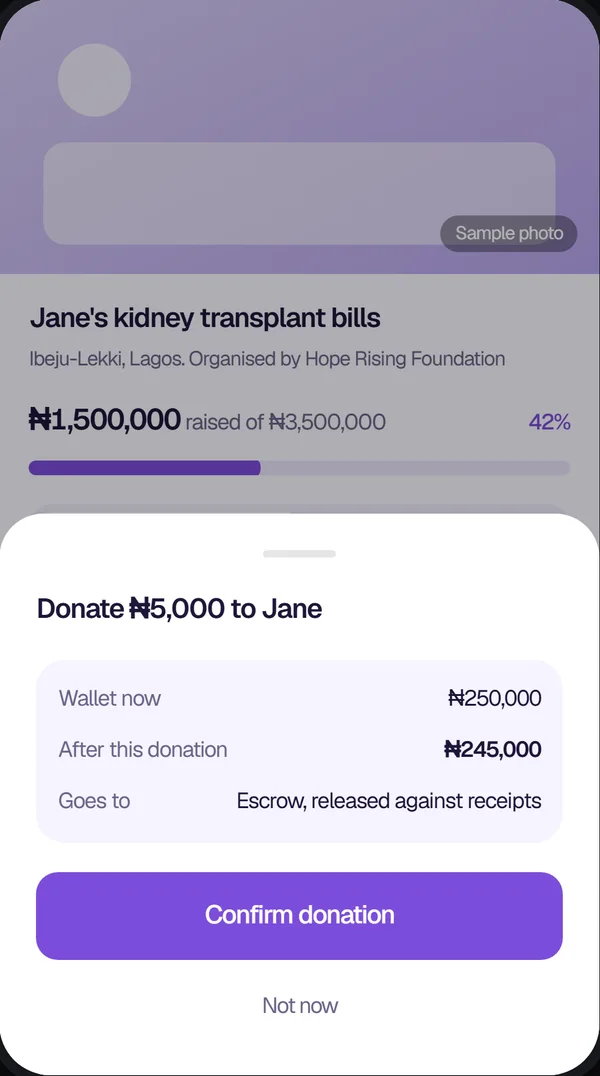 Sample photo
Jane's kidney transplant bills
Ibeju-Lekki, Lagos. Organised by Hope Rising Foundation
₦1,500,000 raised of ₦3,500,000 42%
Donate ₦5,000 to Jane
Wallet now ₦250,000
After this donation ₦245,000
Goes to Escrow, released against receipts
Confirm donation
Not now